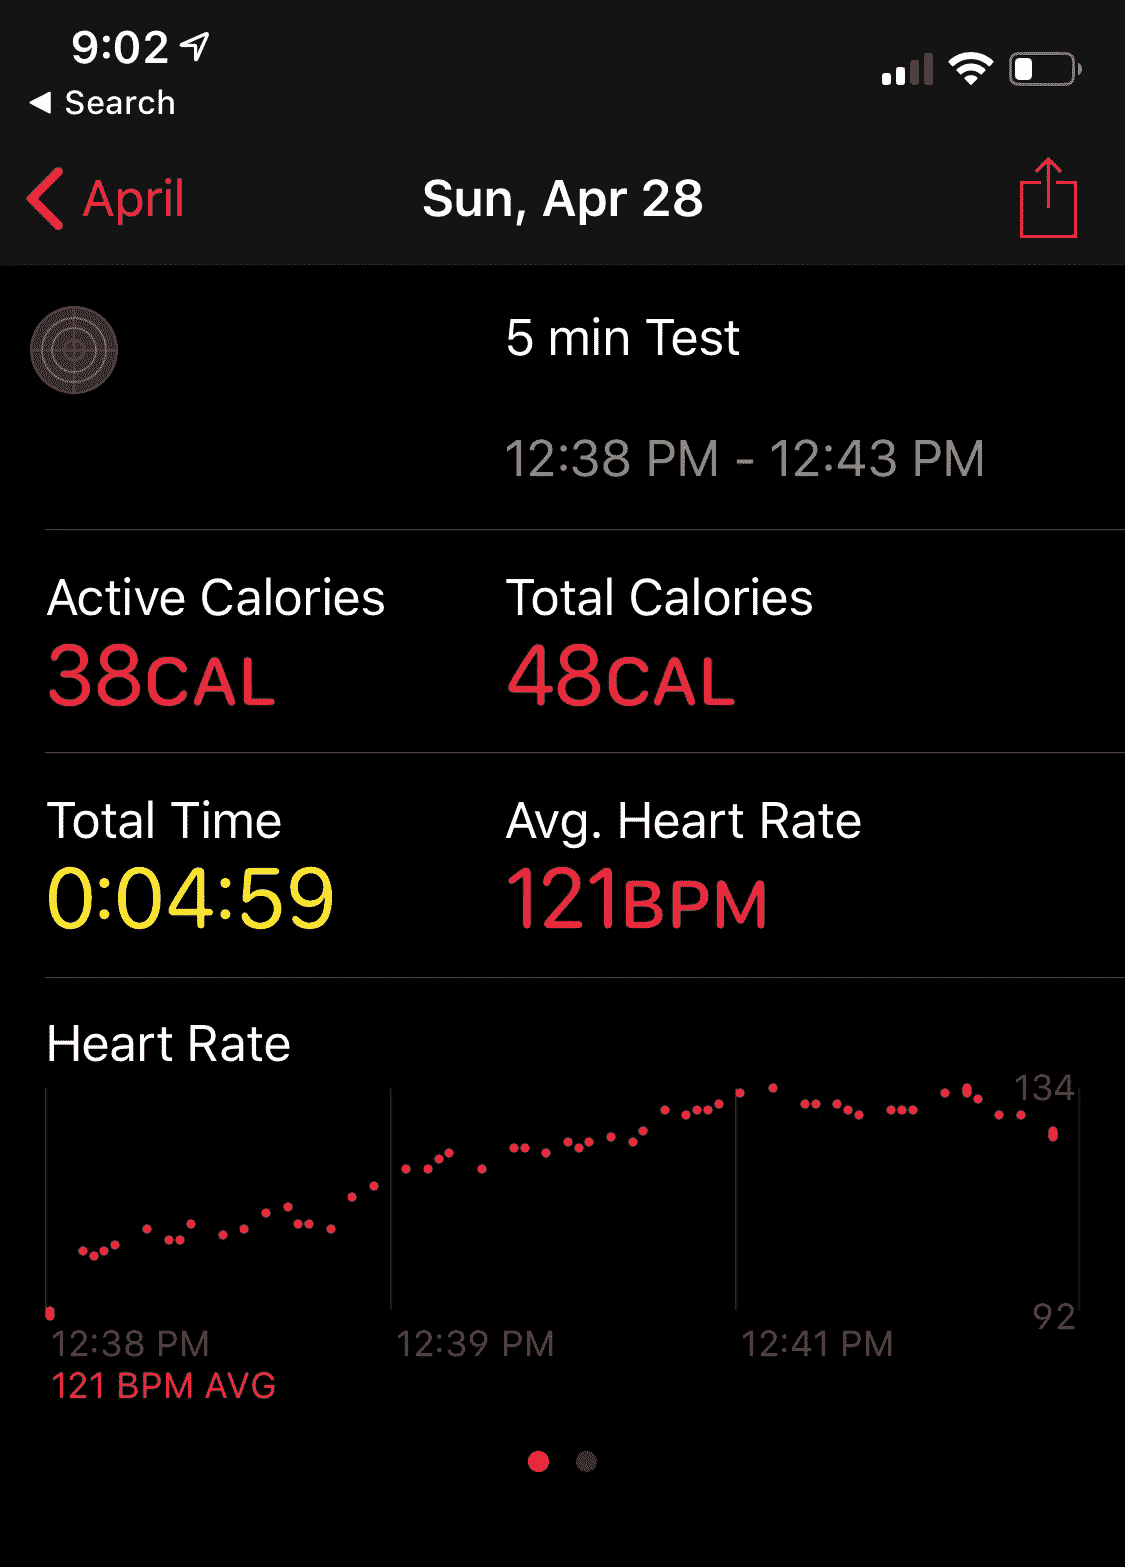 9:02
Search
April
Sun, Apr 28
5 min Test
12:38 PM - 12:43 PM
Active Calories
Total Calories
38CAL
48CAL
Total Time
Avg. Heart Rate
0:04:59
121BPM
Heart Rate
134
92
12:38 PM
12:39 PM
12:41 PM
121 BPM AVG